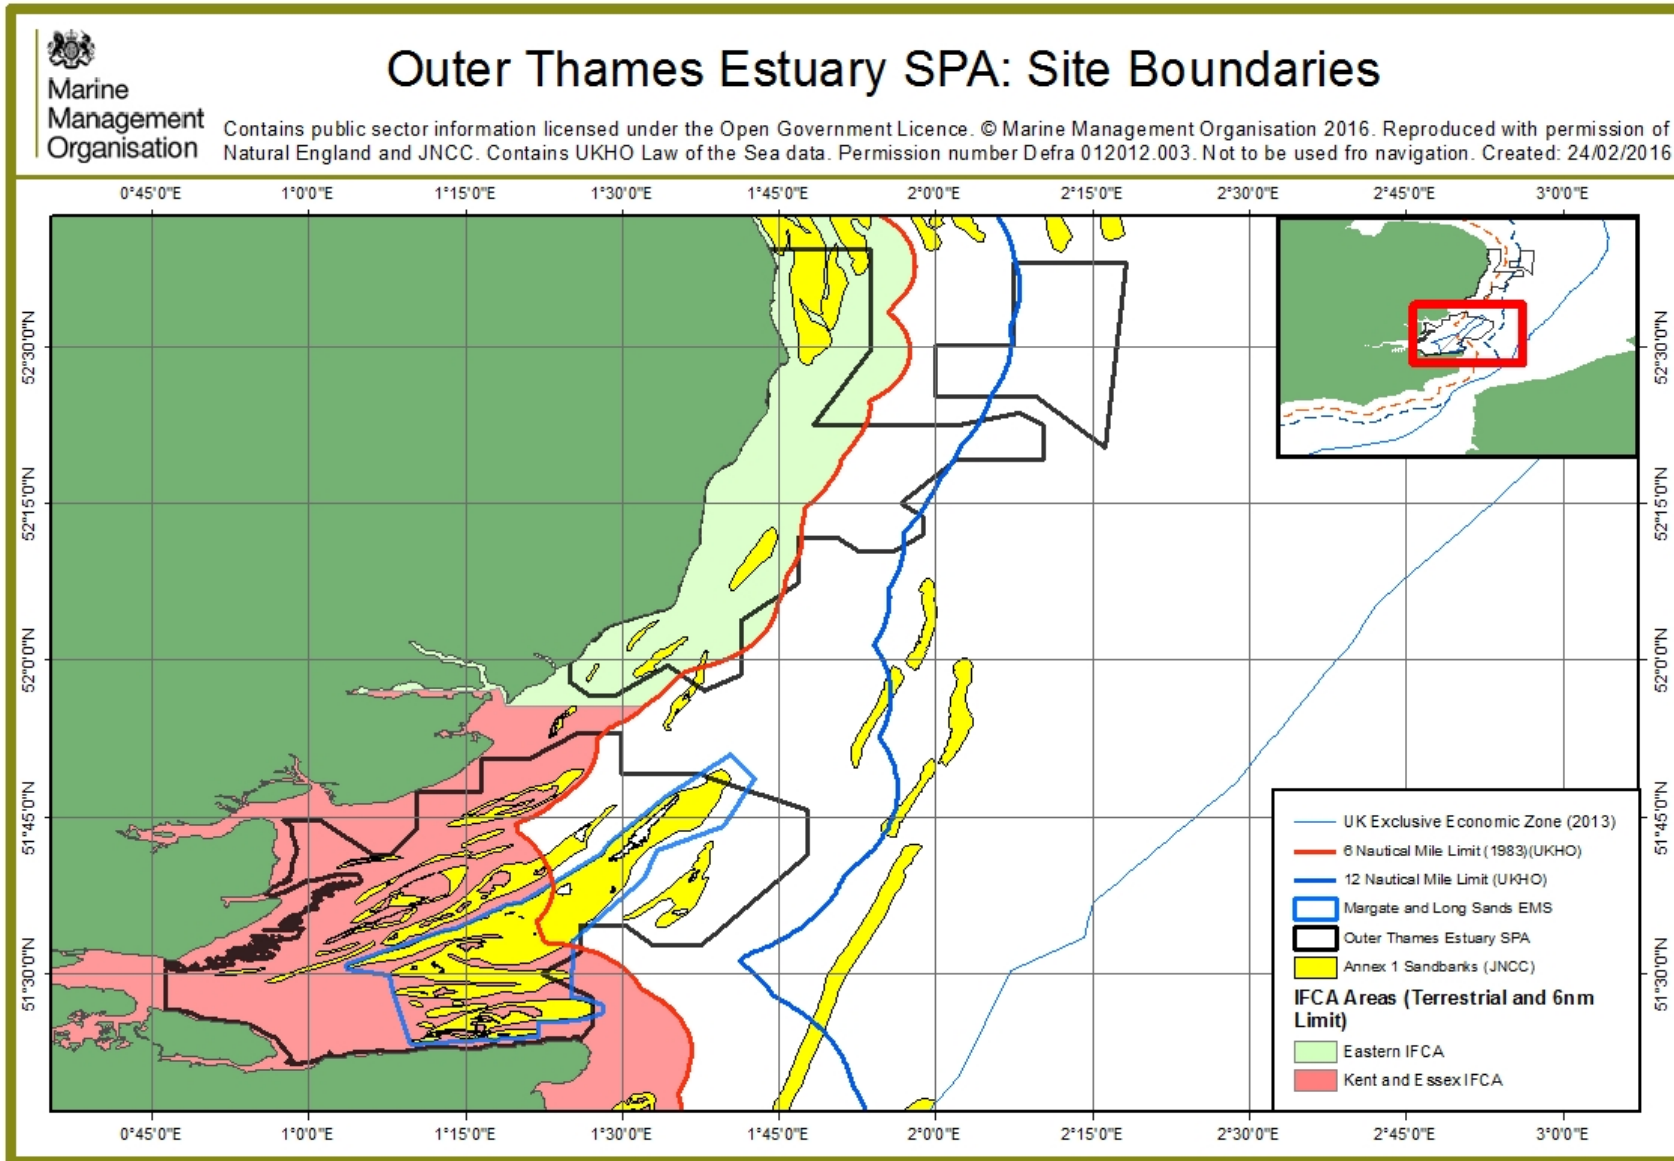 Marine
Management
Organisation
Outer Thames Estuary SPA: Site Boundaries
Contains public sector information licensed under the Open Government Licence. © Marine Management Organisation 2016. Reproduced with permission of
Natural England and JNCC. Contains UKHO Law of the Sea data. Permission number Defra 012012.003. Not to be used fro navigation. Created: 24/02/2016
0°45'0"E 1°0'0"E 1°15'0"E 1°30'0"E 1°45'0"E 2°0'0"E 2°15'0"E 2°30'0"E 2°45'0"E 3°0'0"E
52°30'0"N 52°30'0"N
52°15'0"N 52°15'0"N
52°0'0"N 52°0'0"N
51°45'0"N 51°45'0"N
51°30'0"N 51°30'0"N
UK Exclusive Economic Zone (2013)
6 Nautical Mile Limit (1983)(UKHO)
12 Nautical Mile Limit (UKHO)
Margate and Long Sands EMS
Outer Thames Estuary SPA
Annex 1 Sandbanks (JNCC)
IFCA Areas (Terrestrial and 6nm
Limit)
Eastern IFCA
Kent and Essex IFCA
0°45'0"E 1°0'0"E 1°15'0"E 1°30'0"E 1°45'0"E 2°0'0"E 2°15'0"E 2°30'0"E 2°45'0"E 3°0'0"E